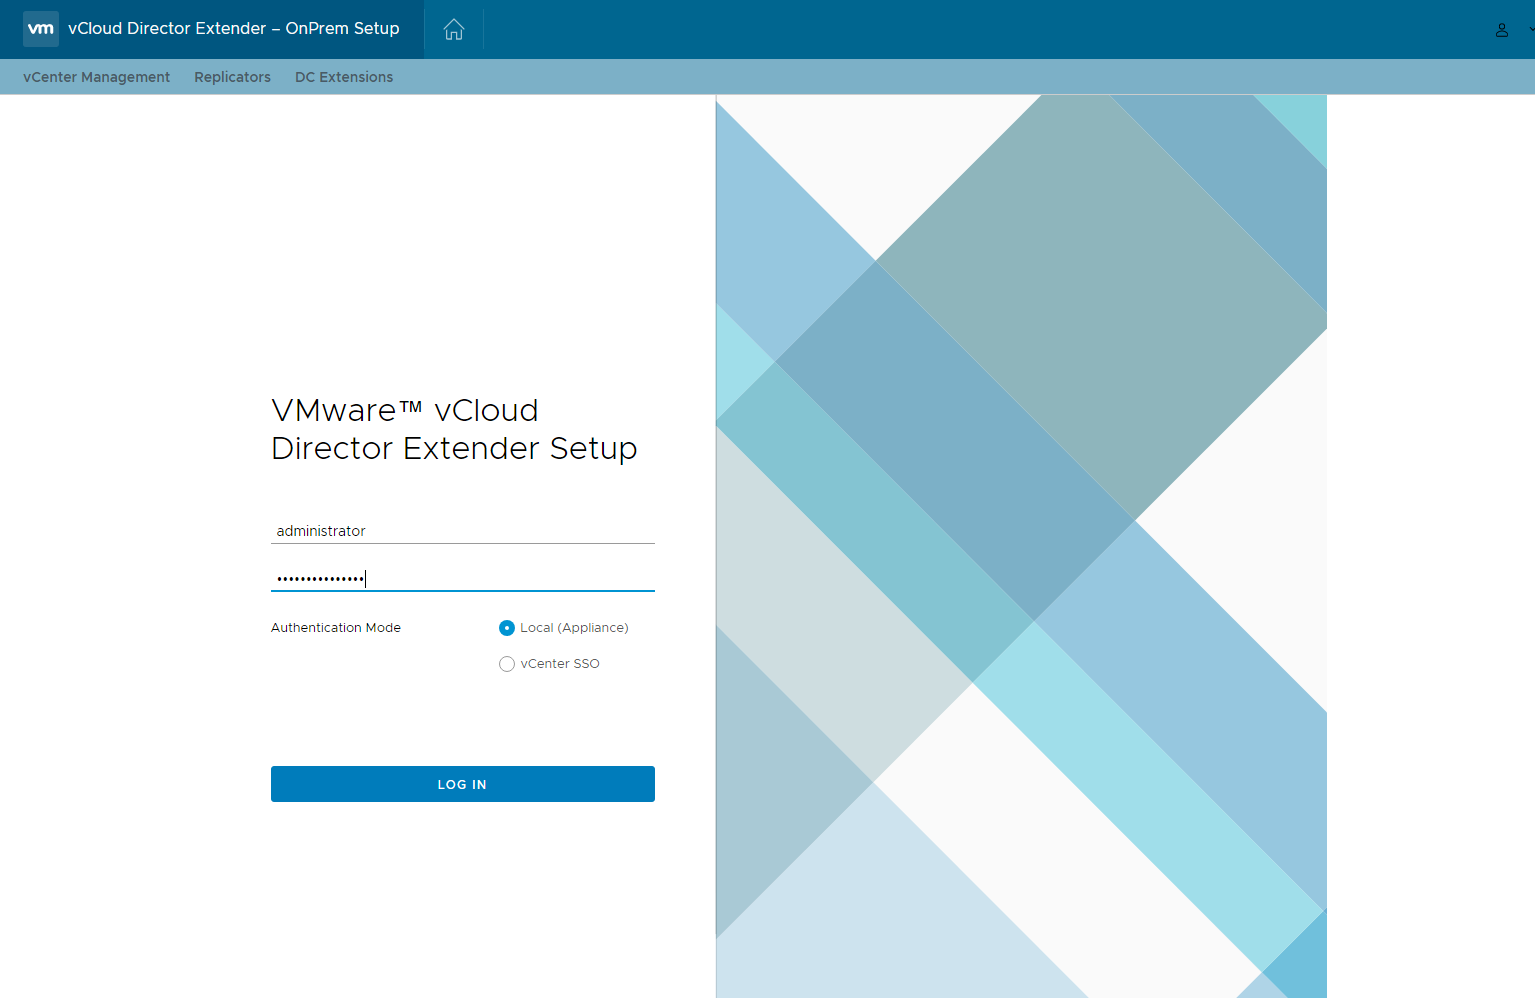 vm vCloud Director Extender – OnPrem Setup
vCenter Management Replicators DC Extensions
VMware™ vCloud
Director Extender Setup
administrator
•••••••••••••••
Authentication Mode
Local (Appliance)
vCenter SSO
LOG IN